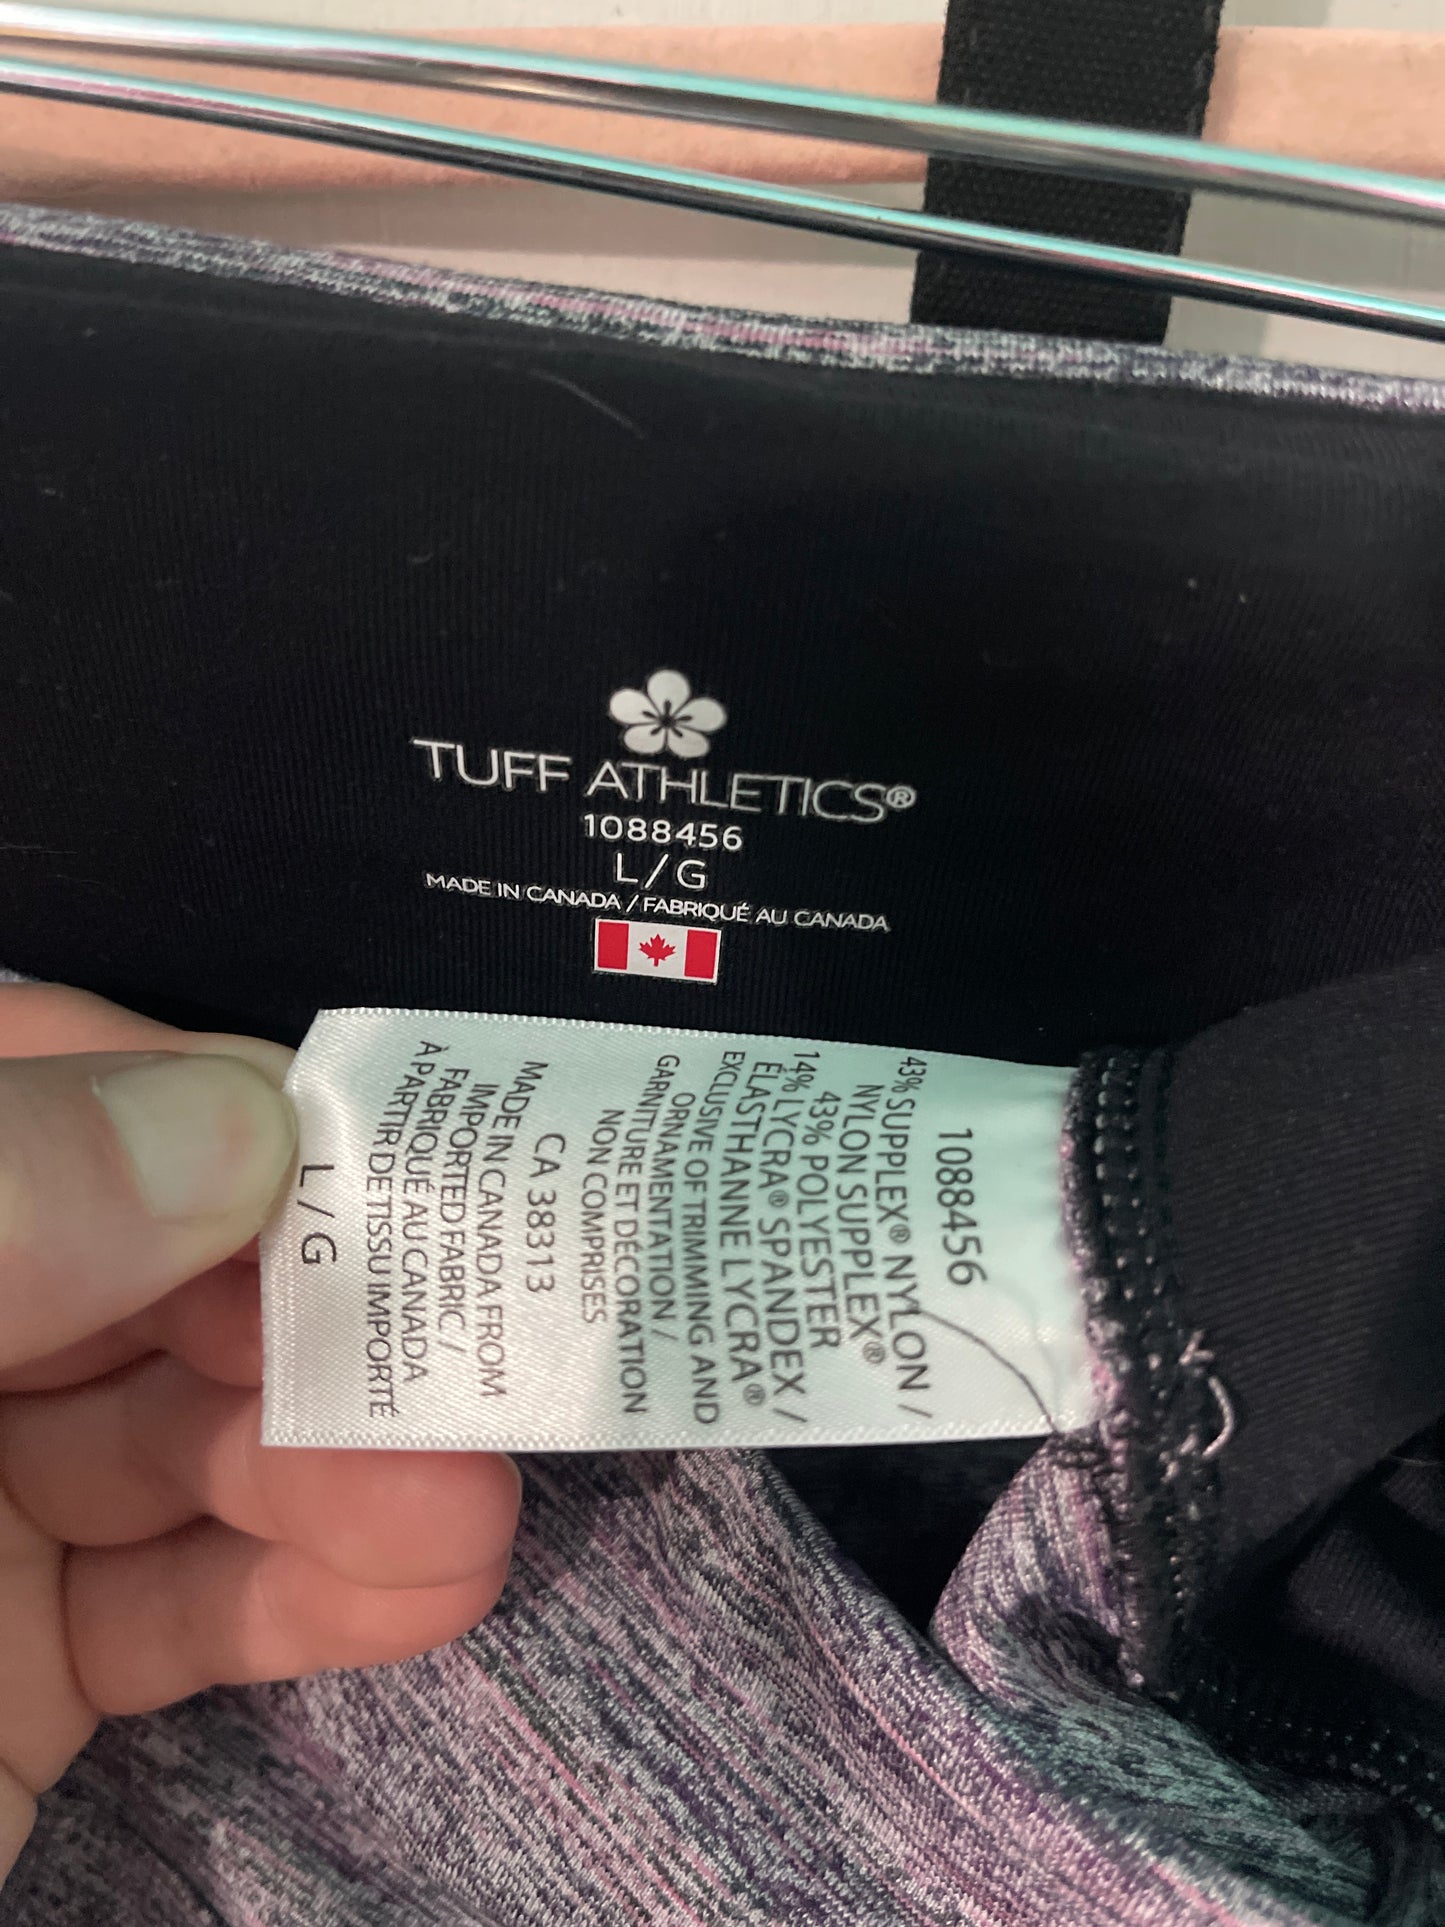 TUFF ATHLETICS®
1088456
L/G
MADE IN CANADA / FABRIQUÉ AU CANADA
1088456
43% SUPPLEX® NYLON /
NYLON SUPPLEX®
43% POLYESTER
14% LYCRA® SPANDEX /
ÉLASTHANNE LYCRA®
EXCLUSIVE OF TRIMMING AND
ORNAMENTATION /
GARNITURE ET DÉCORATION
NON COMPRISES
CA 38313
MADE IN CANADA FROM
IMPORTED FABRIC /
FABRIQUÉ AU CANADA
À PARTIR DE TISSU IMPORTÉ
L/G